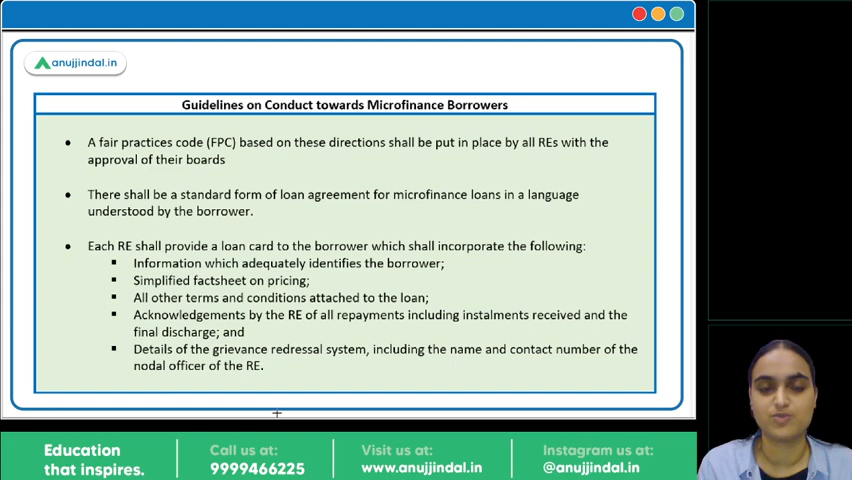 anujjindal.in
Guidelines on Conduct towards Microfinance Borrowers
• A fair practices code (FPC) based on these directions shall be put in place by all REs with the
approval of their boards
• There shall be a standard form of loan agreement for microfinance loans in a language
understood by the borrower.
• Each RE shall provide a loan card to the borrower which shall incorporate the following:
▪ Information which adequately identifies the borrower;
▪ Simplified factsheet on pricing;
▪ All other terms and conditions attached to the loan;
▪ Acknowledgements by the RE of all repayments including instalments received and the
final discharge; and
▪ Details of the grievance redressal system, including the name and contact number of the
nodal officer of the RE.
Education
that inspires.
Call us at:
9999466225
Visit us at:
www.anujjindal.in
Instagram us at:
@anujjindal.in